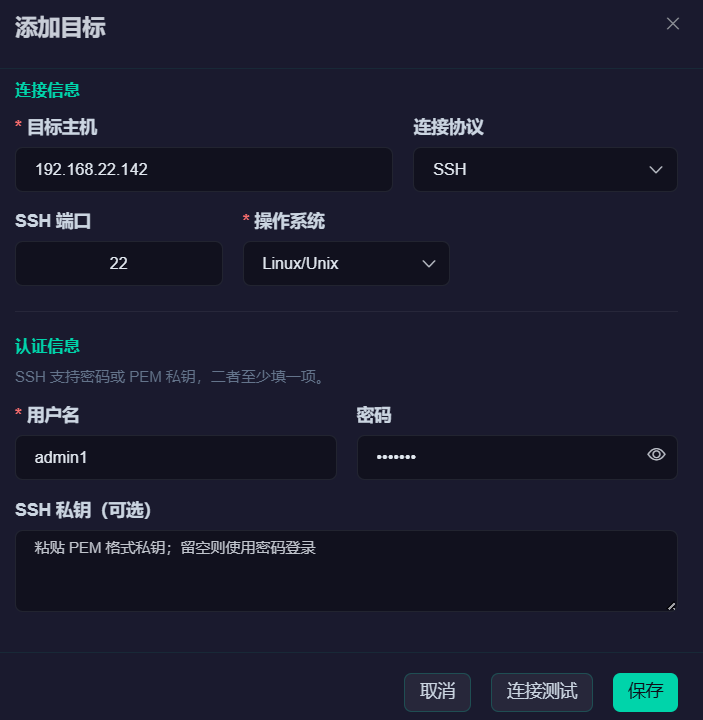 添加目标
连接信息
* 目标主机 连接协议
192.168.22.142 SSH
SSH 端口 * 操作系统
22 Linux/Unix
认证信息
SSH 支持密码或 PEM 私钥，二者至少填一项。
* 用户名 密码
admin1 •••••••
SSH 私钥（可选）
粘贴 PEM 格式私钥；留空则使用密码登录
取消 连接测试 保存